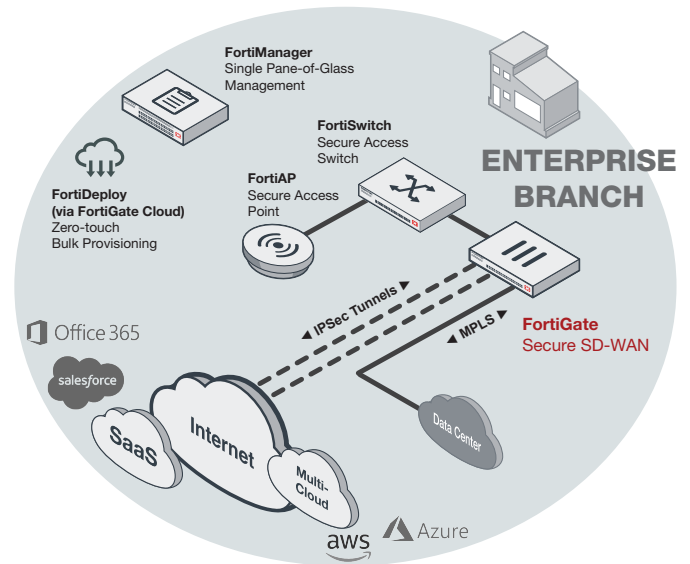 FortiManager
Single Pane-of-Glass
Management
ENTERPRISE
BRANCH
FortiSwitch
Secure Access
Switch
FortiDeploy
(via FortiGate Cloud)
Zero-touch
Bulk Provisioning
FortiAP
Secure Access
Point
IPSec Tunnels
MPLS
FortiGate
Secure SD-WAN
Office 365
salesforce
SaaS
Internet
Multi-
Cloud
Data Center
aws
Azure